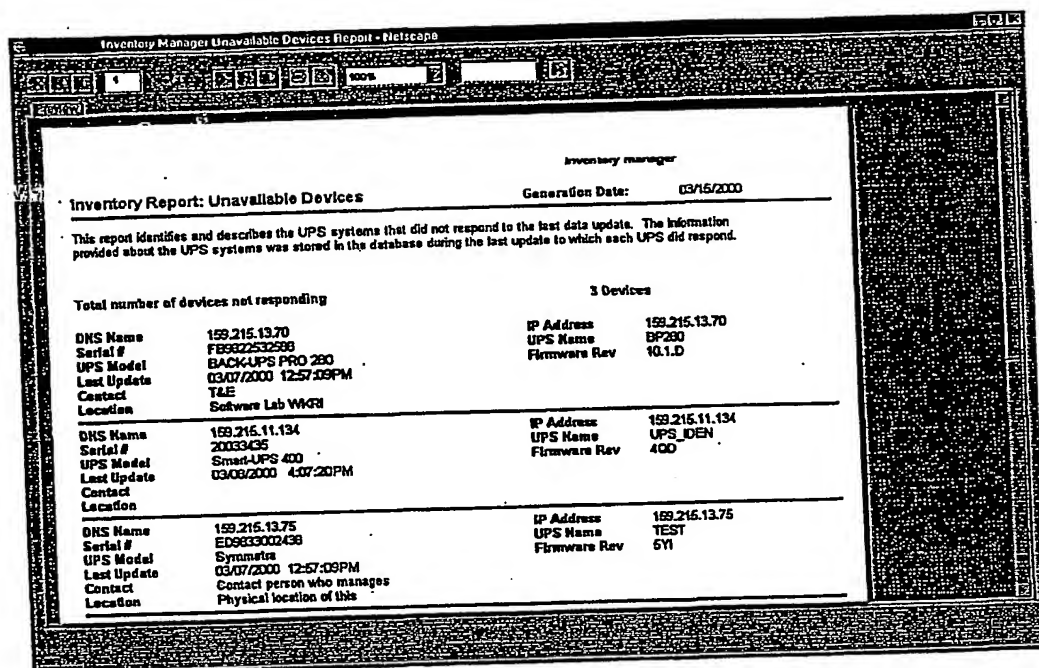 Inventory Manager Unavailable Devices Report - Netscape
1 100%
Inventory manager
Inventory Report: Unavailable Devices Generation Date: 03/15/2000
This report identifies and describes the UPS systems that did not respond to the last data update. The information
provided about the UPS systems was stored in the database during the last update to which each UPS did respond.
Total number of devices not responding 3 Devices
DNS Name 159.215.13.70 IP Address 159.215.13.70
Serial # FB9822532588 UPS Name BP280
UPS Model BACK-UPS PRO 280 Firmware Rev 10.1.D
Last Update 03/07/2000 12:57:09PM
Contact T&E
Location Software Lab WKRI
DNS Name 159.215.11.134 IP Address 159.215.11.134
Serial # 20033435 UPS Name UPS_IDEN
UPS Model Smart-UPS 400 Firmware Rev 4QD
Last Update 03/08/2000 4:07:20PM
Contact
Location
DNS Name 159.215.13.75 IP Address 159.215.13.75
Serial # ED9833002438 UPS Name TEST
UPS Model Symmetra Firmware Rev 5YI
Last Update 03/07/2000 12:57:09PM
Contact Contact person who manages
Location Physical location of this